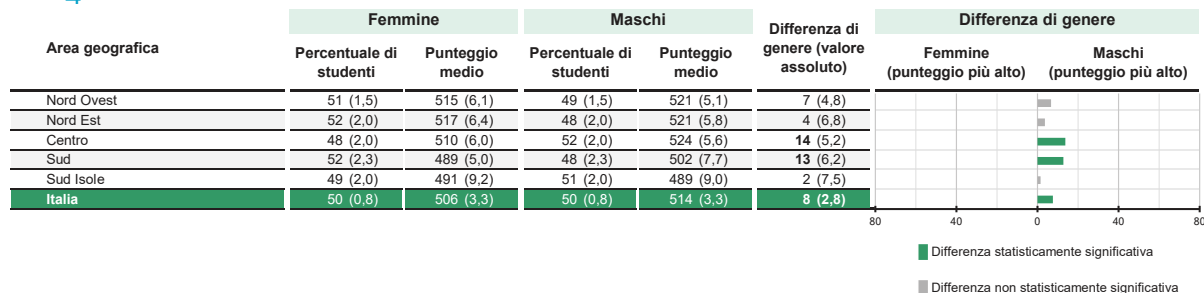 4
Femmine Maschi Differenza di genere (valore assoluto) Differenza di genere
Area geografica Percentuale di studenti Punteggio medio Percentuale di studenti Punteggio medio Femmine (punteggio più alto) Maschi (punteggio più alto)
Nord Ovest 51 (1,5) 515 (6,1) 49 (1,5) 521 (5,1) 7 (4,8)
Nord Est 52 (2,0) 517 (6,4) 48 (2,0) 521 (5,8) 4 (6,8)
Centro 48 (2,0) 510 (6,0) 52 (2,0) 524 (5,6) 14 (5,2)
Sud 52 (2,3) 489 (5,0) 48 (2,3) 502 (7,7) 13 (6,2)
Sud Isole 49 (2,0) 491 (9,2) 51 (2,0) 489 (9,0) 2 (7,5)
Italia 50 (0,8) 506 (3,3) 50 (0,8) 514 (3,3) 8 (2,8)
80 40 0 40 80
Differenza statisticamente significativa
Differenza non statisticamente significativa